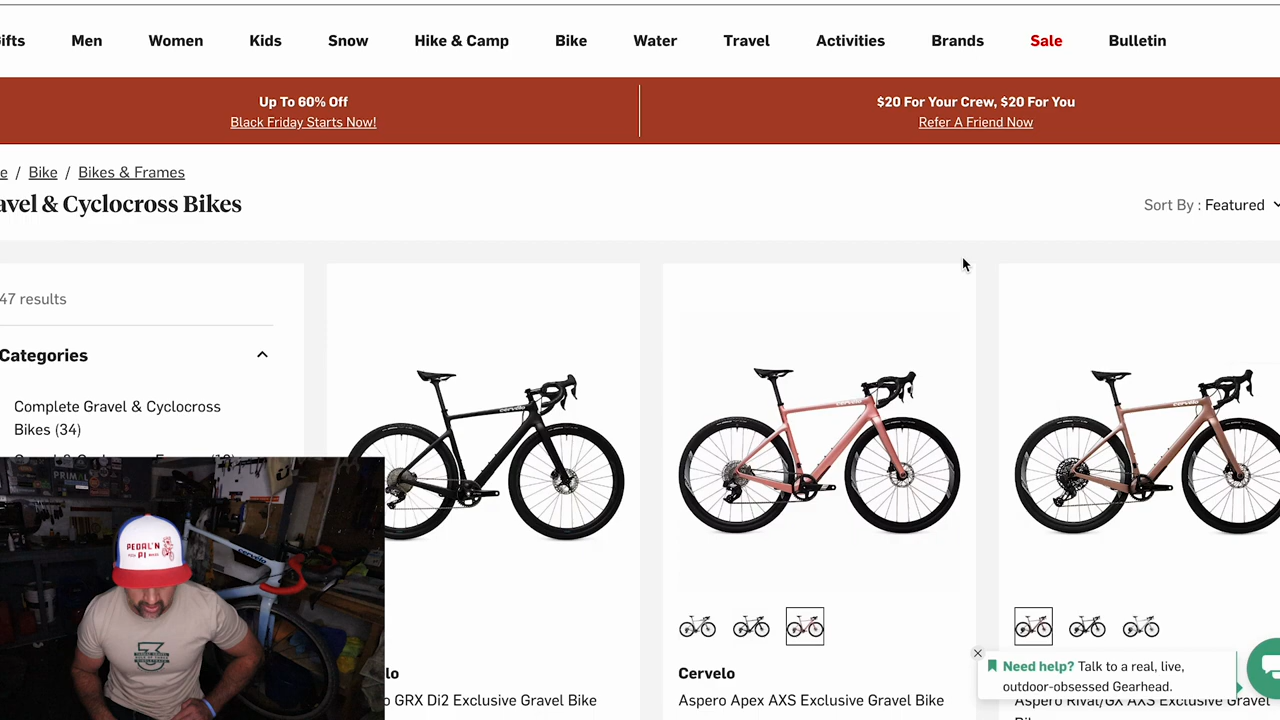 ifts Men Women Kids Snow Hike & Camp Bike Water Travel Activities Brands Sale Bulletin
Up To 60% Off
Black Friday Starts Now!
$20 For Your Crew, $20 For You
Refer A Friend Now
e / Bike / Bikes & Frames
avel & Cyclocross Bikes
Sort By : Featured
47 results
Categories
Complete Gravel & Cyclocross
Bikes (34)
PEDAL'N
PI
cervelo
lo
o GRX Di2 Exclusive Gravel Bike
Cervelo
Aspero Apex AXS Exclusive Gravel Bike
Need help? Talk to a real, live,
outdoor-obsessed Gearhead.
Aspero Rival/GX AXS Exclusive Gravel